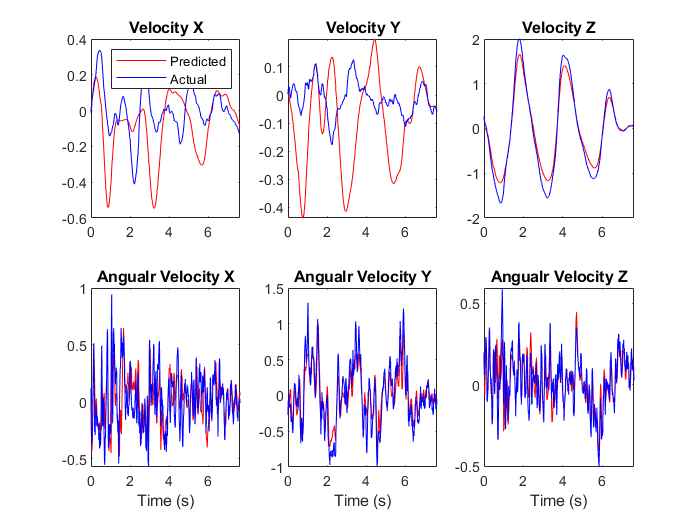 Velocity X
Velocity Y
Velocity Z
0.4
0.2
0
-0.2
-0.4
-0.6
0 2 4 6
Predicted
Actual
0.1
0
-0.1
-0.2
-0.3
-0.4
0 2 4 6
2
1
0
-1
-2
0 2 4 6
Angualr Velocity X
Angualr Velocity Y
Angualr Velocity Z
1
0.5
0
-0.5
0 2 4 6
Time (s)
1.5
1
0.5
0
-0.5
-1
0 2 4 6
Time (s)
0.5
0
-0.5
0 2 4 6
Time (s)